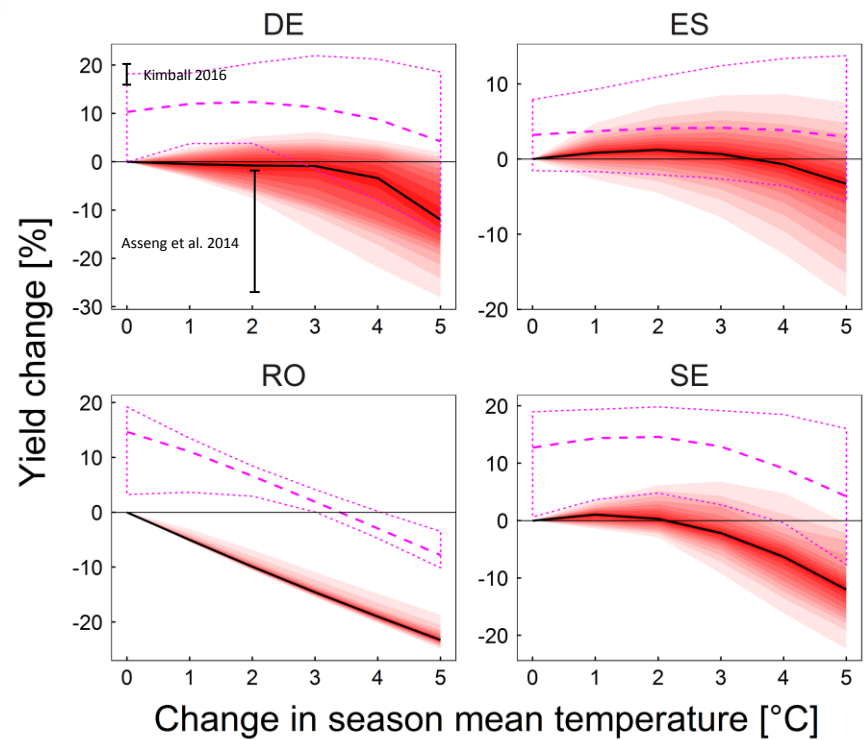 DE
20
10
0
-10
-20
-30
Kimball 2016
Asseng et al. 2014
0 1 2 3 4 5
ES
10
0
-10
-20
0 1 2 3 4 5
RO
20
10
0
-10
-20
0 1 2 3 4 5
SE
20
10
0
-10
-20
0 1 2 3 4 5
Yield change [%]
Change in season mean temperature [°C]